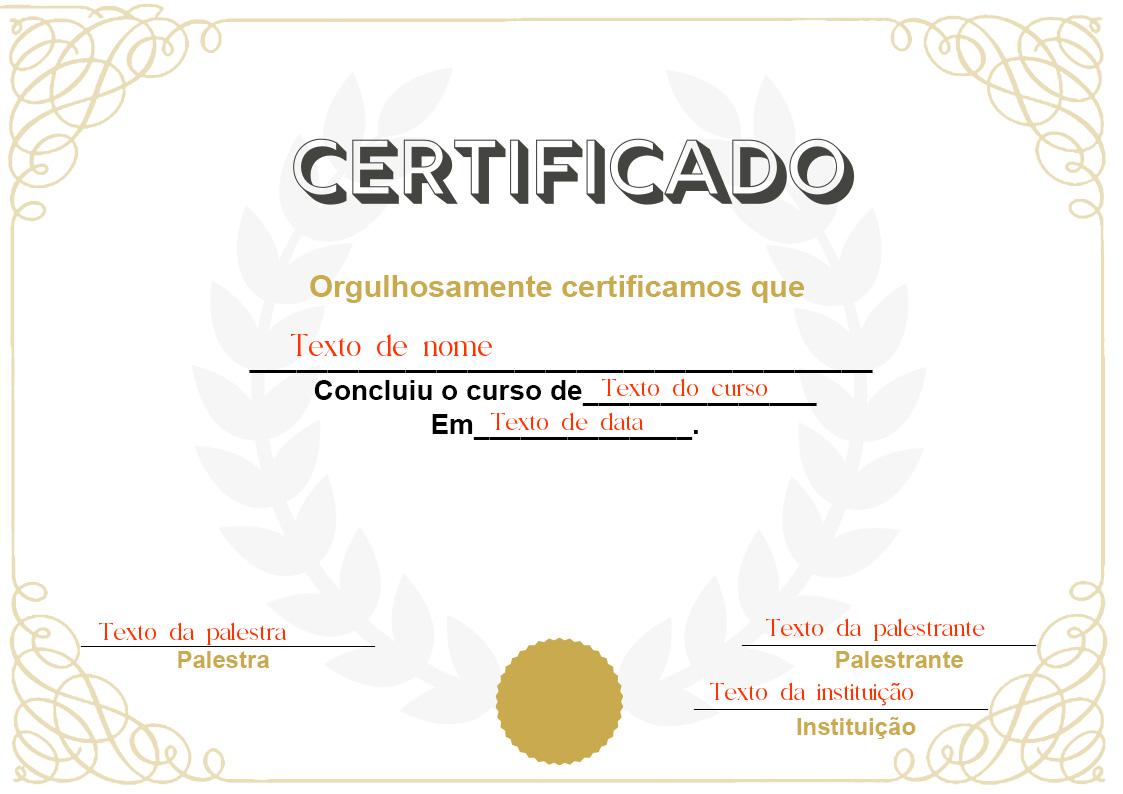 CERTIFICADO
Orgulhosamente certificamos que
Texto de nome
Concluiu o curso de Texto do curso
Em Texto de data.
Texto da palestra
Palestra
Texto da palestrante
Palestrante
Texto da instituição
Instituição